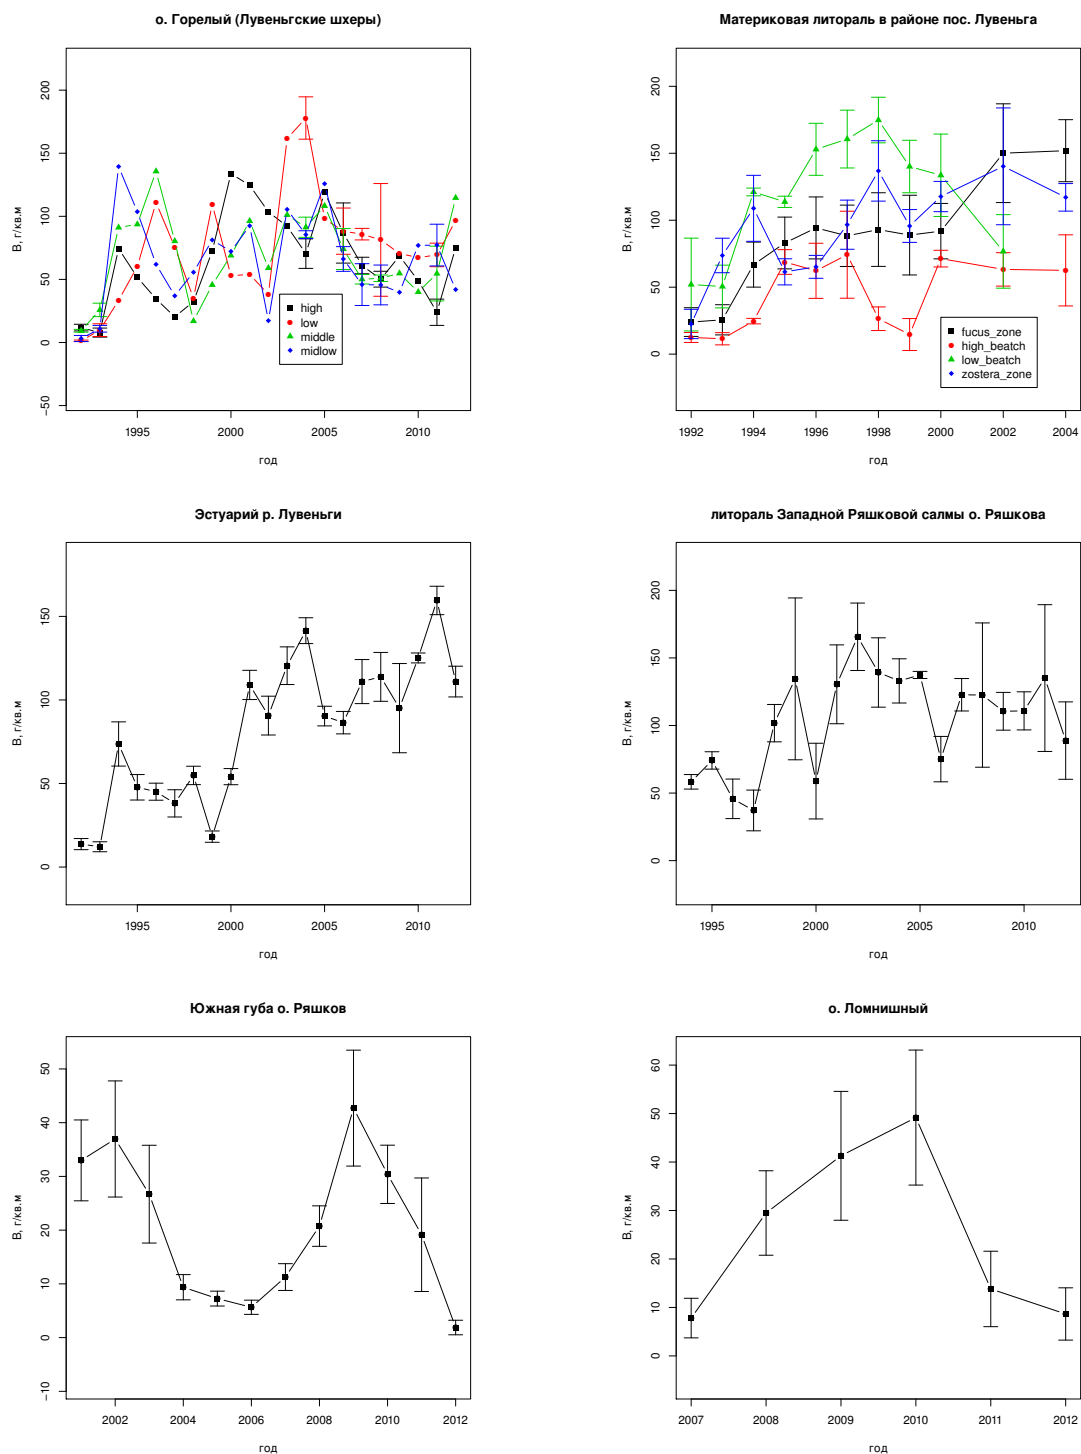 о. Горелый (Лувеньгские шхеры)
В, г/кв.м
−50 0 50 100 150 200
high
low
middle
midlow
1995 2000 2005 2010
год
Материковая литораль в районе пос. Лувеньга
В, г/кв.м
0 50 100 150 200
fucus_zone
high_beatch
low_beatch
zostera_zone
1992 1994 1996 1998 2000 2002 2004
год
Эстуарий р. Лувеньги
В, г/кв.м
0 50 100 150
1995 2000 2005 2010
год
литораль Западной Ряшковой салмы о. Ряшкова
В, г/кв.м
0 50 100 150 200
1995 2000 2005 2010
год
Южная губа о. Ряшков
В, г/кв.м
−10 0 10 20 30 40 50
2002 2004 2006 2008 2010 2012
год
о. Ломнишный
В, г/кв.м
0 10 20 30 40 50 60
2007 2008 2009 2010 2011 2012
год